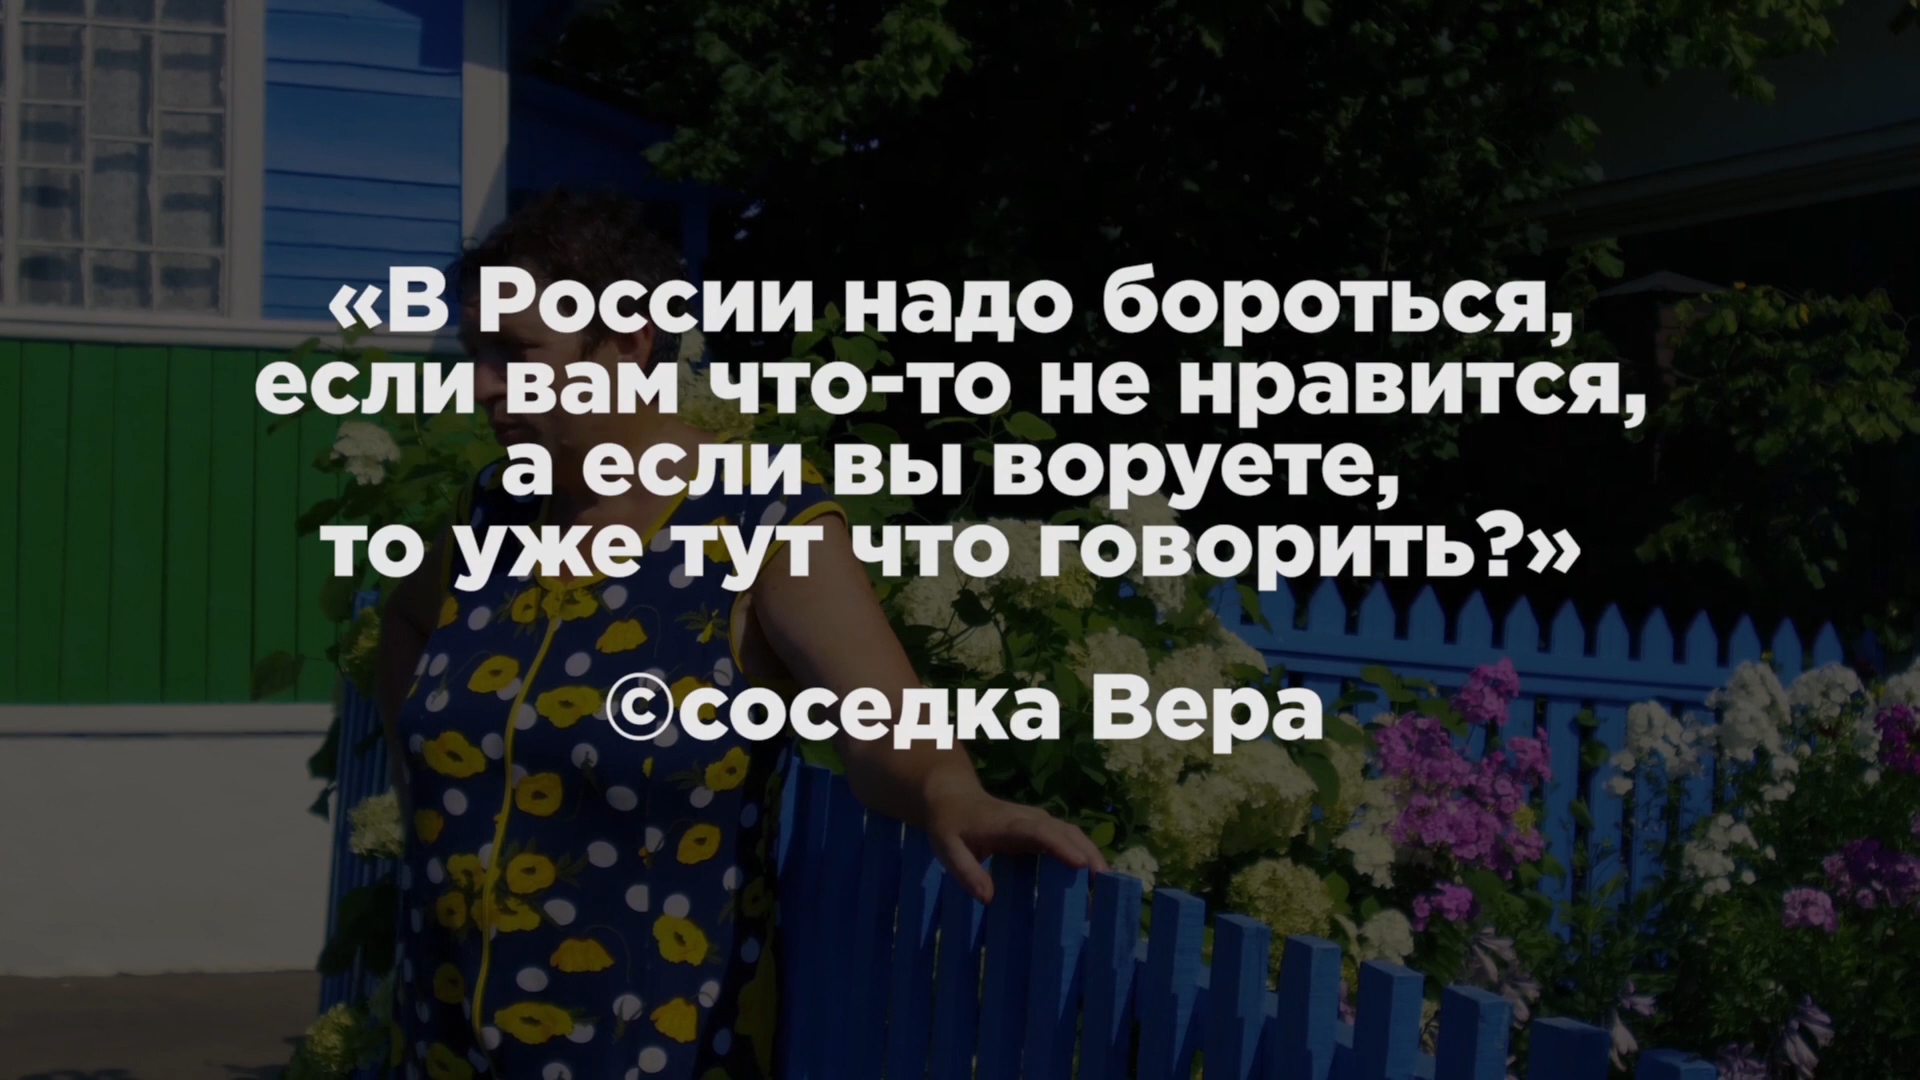 «В России надо бороться,
если вам что-то не нравится,
а если вы воруете,
то уже тут что говорить?»
©соседка Вера